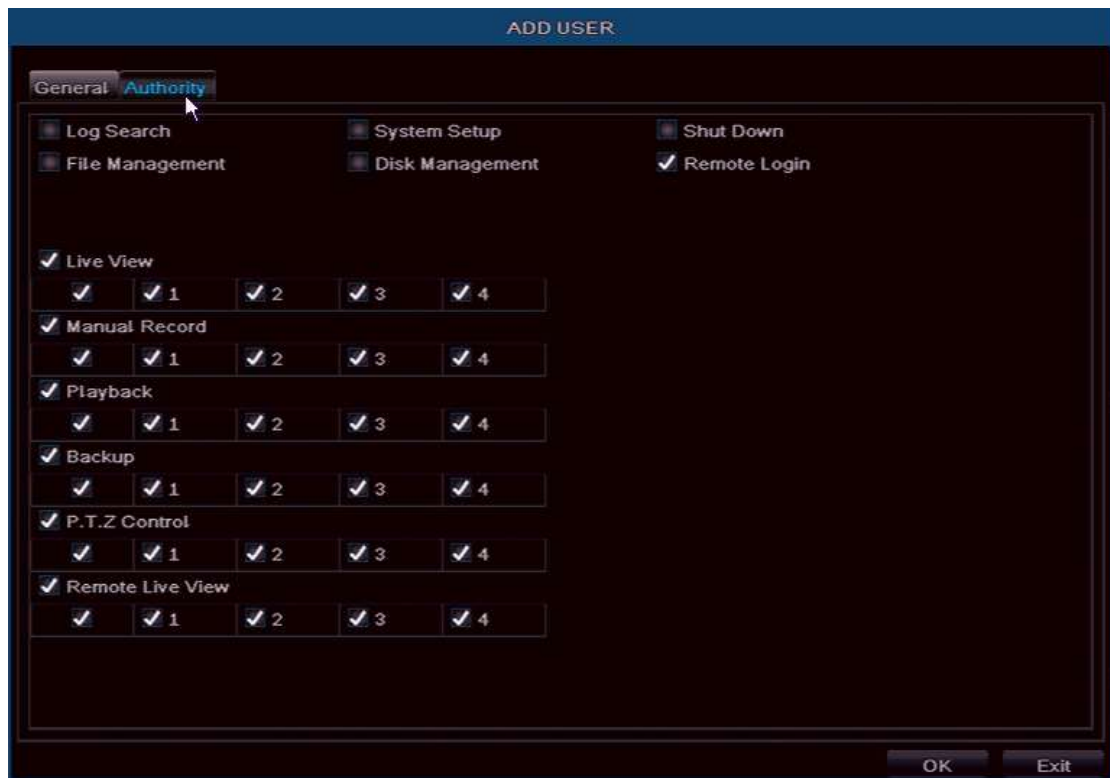 ADD USER
General Authority
Log Search System Setup Shut Down
File Management Disk Management Remote Login
Live View
1 2 3 4
Manual Record
1 2 3 4
Playback
1 2 3 4
Backup
1 2 3 4
P.T.Z Control
1 2 3 4
Remote Live View
1 2 3 4
OK Exit